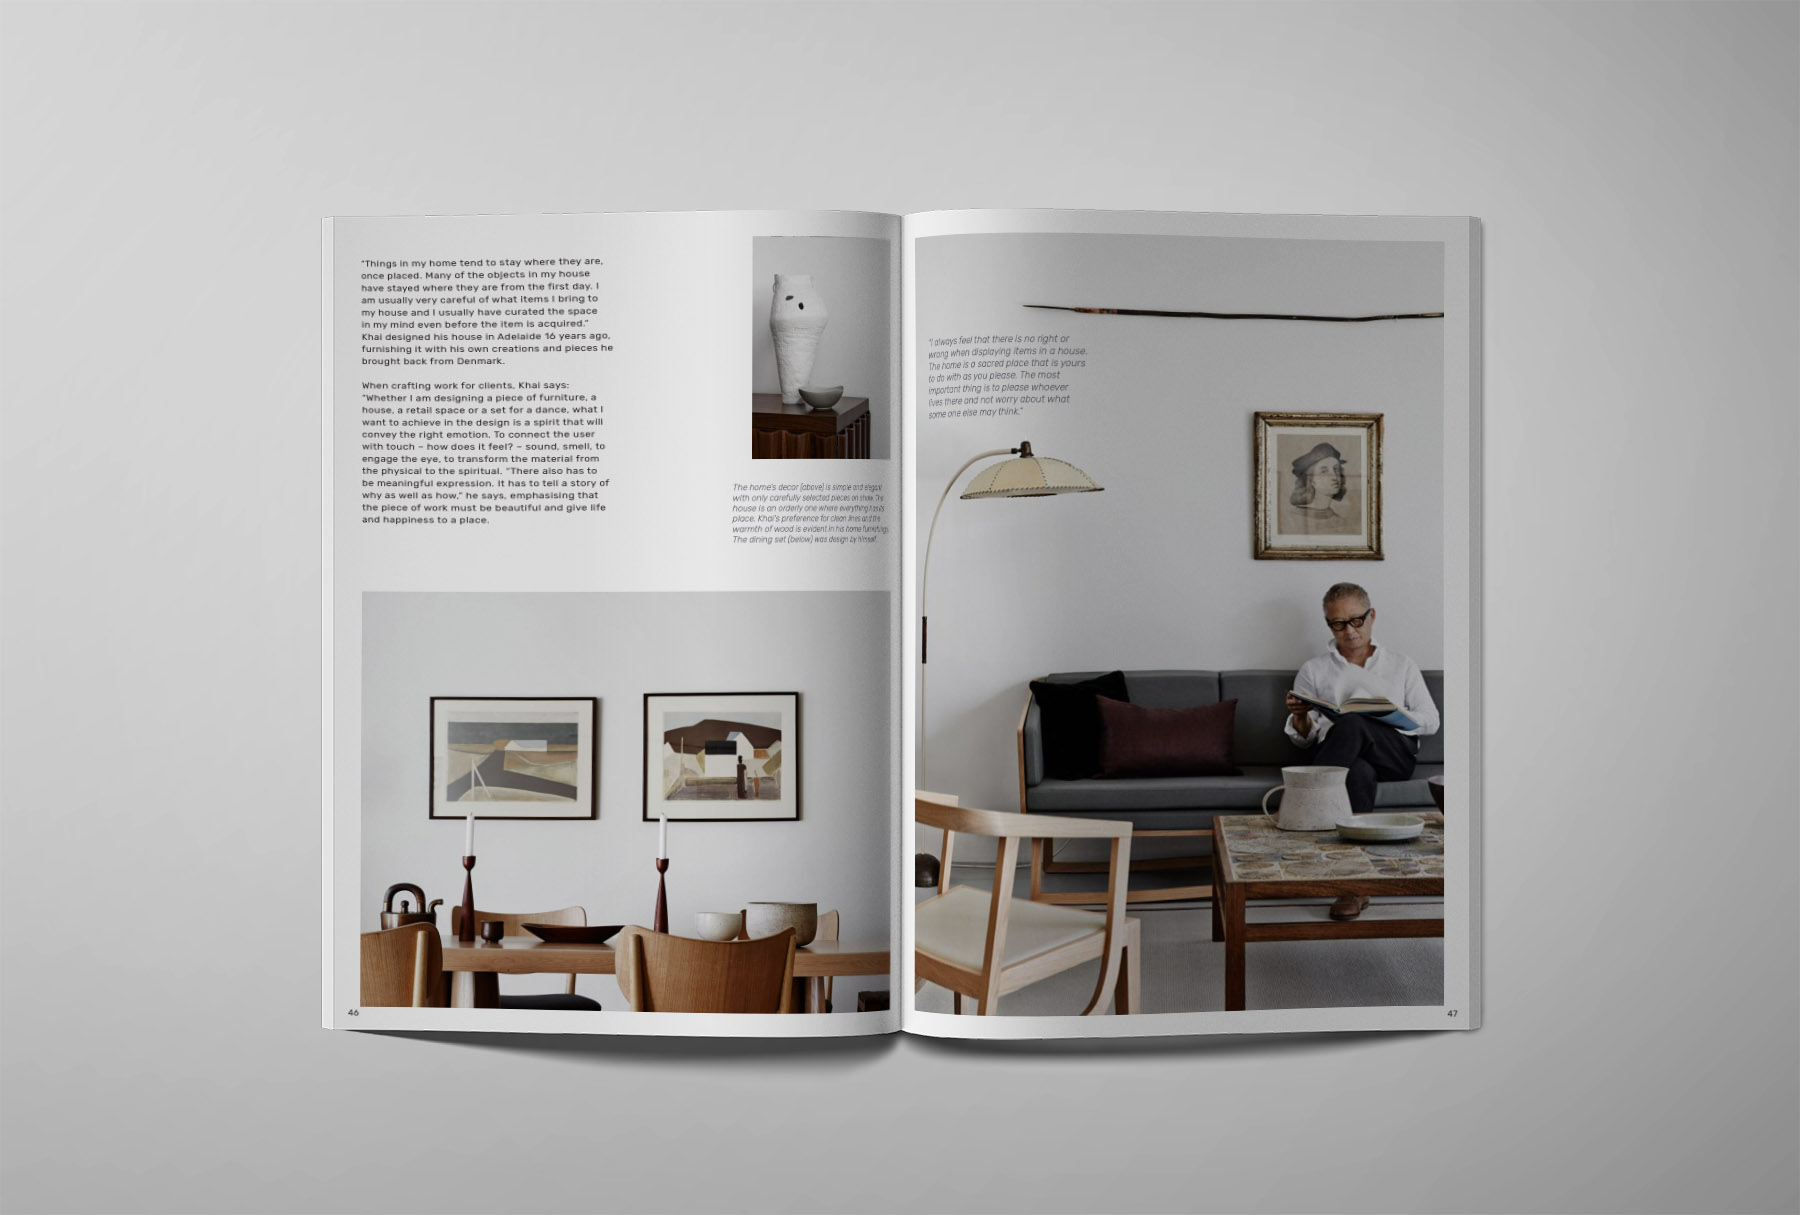 "Things in my home tend to stay where they are,
once placed. Many of the objects in my house
have stayed where they are from the first day. I
am usually very careful of what items I bring to
my house and I usually have curated the space
in my mind even before the item is acquired."
Khai designed his house in Adelaide 16 years ago,
furnishing it with his own creations and pieces he
brought back from Denmark.
When crafting work for clients, Khai says:
"Whether I am designing a piece of furniture, a
house, a retail space or a set for a dance, what I
want to achieve in the design is a spirit that will
convey the right emotion. To connect the user
with touch – how does it feel? – sound, smell, to
engage the eye, to transform the material from
the physical to the spiritual. "There also has to
be meaningful expression. It has to tell a story of
why as well as how," he says, emphasising that
the piece of work must be beautiful and give life
and happiness to a place.
The home's decor (above) is simple and elegant
with only carefully selected pieces on show. The
house is an orderly one where everything has its
place. Khai's preference for clean lines and the
warmth of wood is evident in his home furnishings.
The dining set (below) was design by himself.
46
"I always feel that there is no right or
wrong when displaying items in a house.
The home is a sacred place that is yours
to do with as you please. The most
important thing is to please whoever
lives there and not worry about what
some one else may think."
47